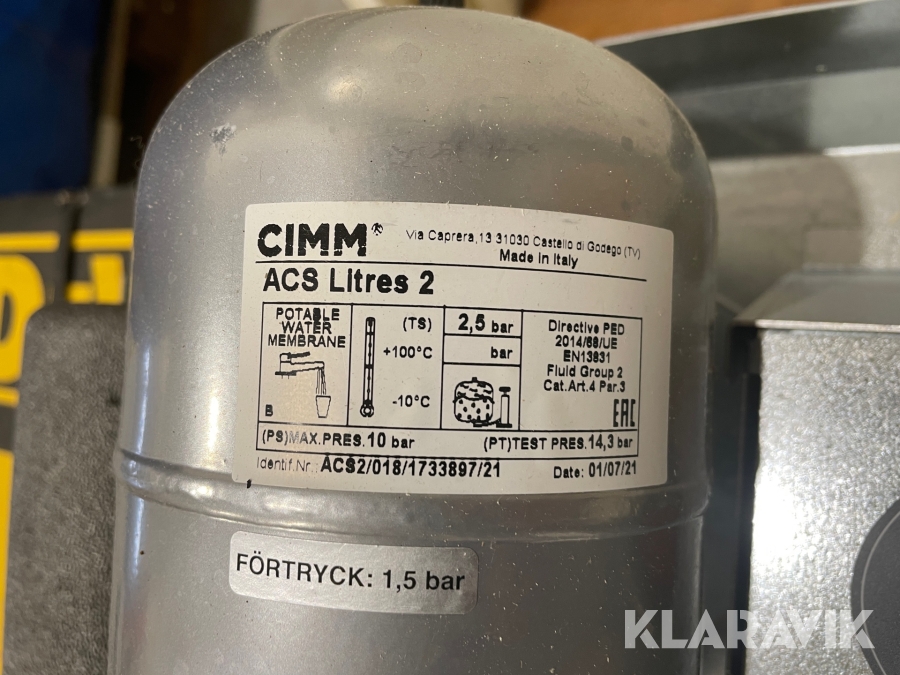 CIMM®
Via Caprera,13 31030 Castello di Godego (TV)
Made in Italy
ACS Litres 2
POTABLE
WATER
MEMBRANE
B
(TS)
+100°C
-10°C
2,5 bar
bar
Directive PED
2014/68/UE
EN13831
Fluid Group 2
Cat.Art.4 Par.3
EAC
(PS)MAX.PRES.10 bar
(PT)TEST PRES.14,3 bar
Identif.Nr.: ACS2/018/1733897/21
Date: 01/07/21
FÖRTRYCK: 1,5 bar
KLARAVIK